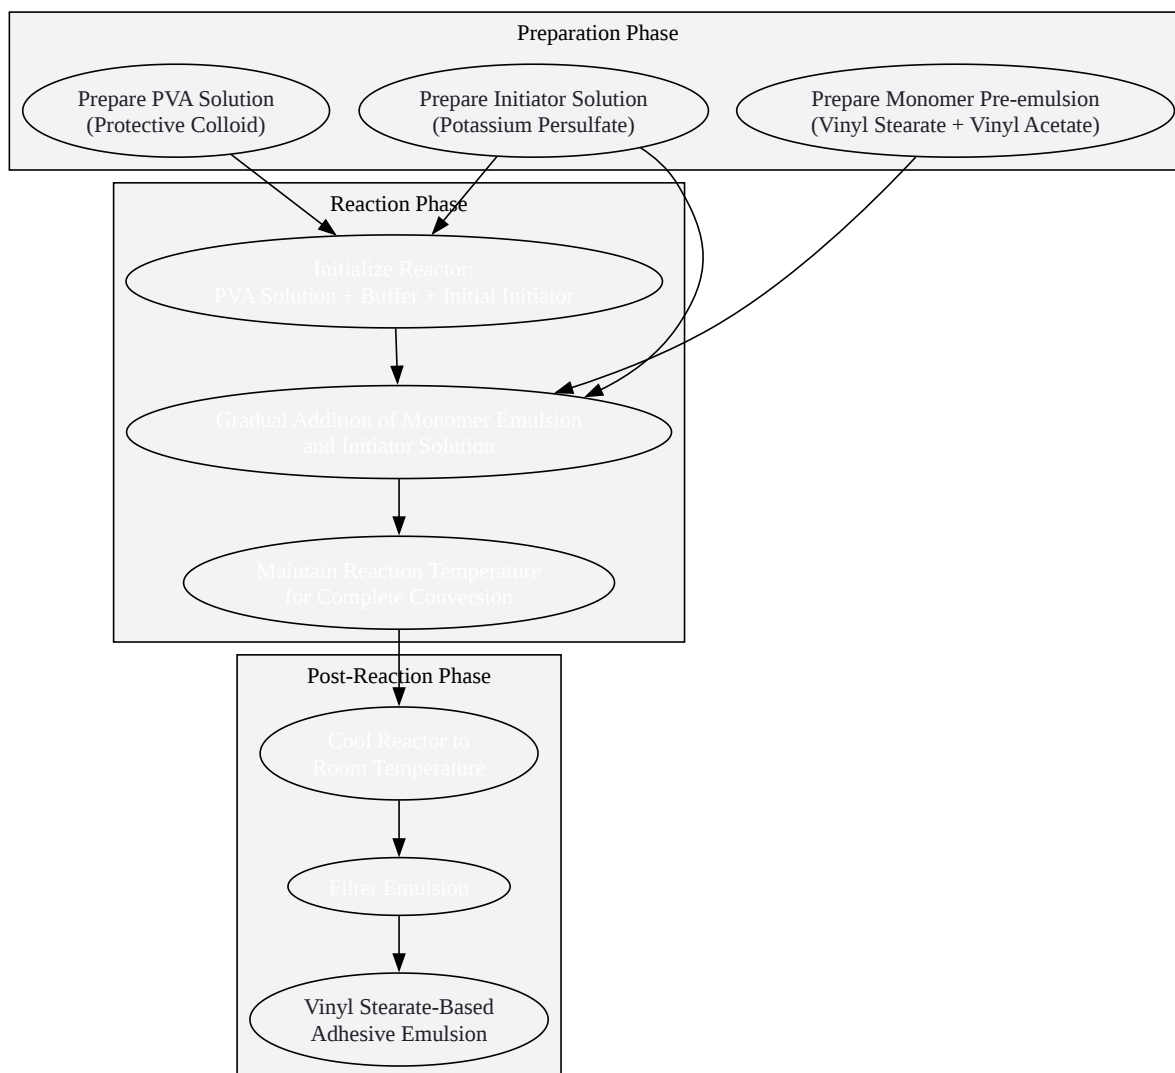 Preparation Phase
Prepare PVA Solution
(Protective Colloid)
Prepare Initiator Solution
(Potassium Persulfate)
Prepare Monomer Pre-emulsion
(Vinyl Stearate + Vinyl Acetate)
Reaction Phase
Initialize Reactor:
PVA Solution + Buffer + Initial Initiator
Gradual Addition of Monomer Emulsion
and Initiator Solution
Maintain Reaction Temperature
for Complete Conversion
Post-Reaction Phase
Cool Reactor to
Room Temperature
Filter Emulsion
Vinyl Stearate-Based
Adhesive Emulsion